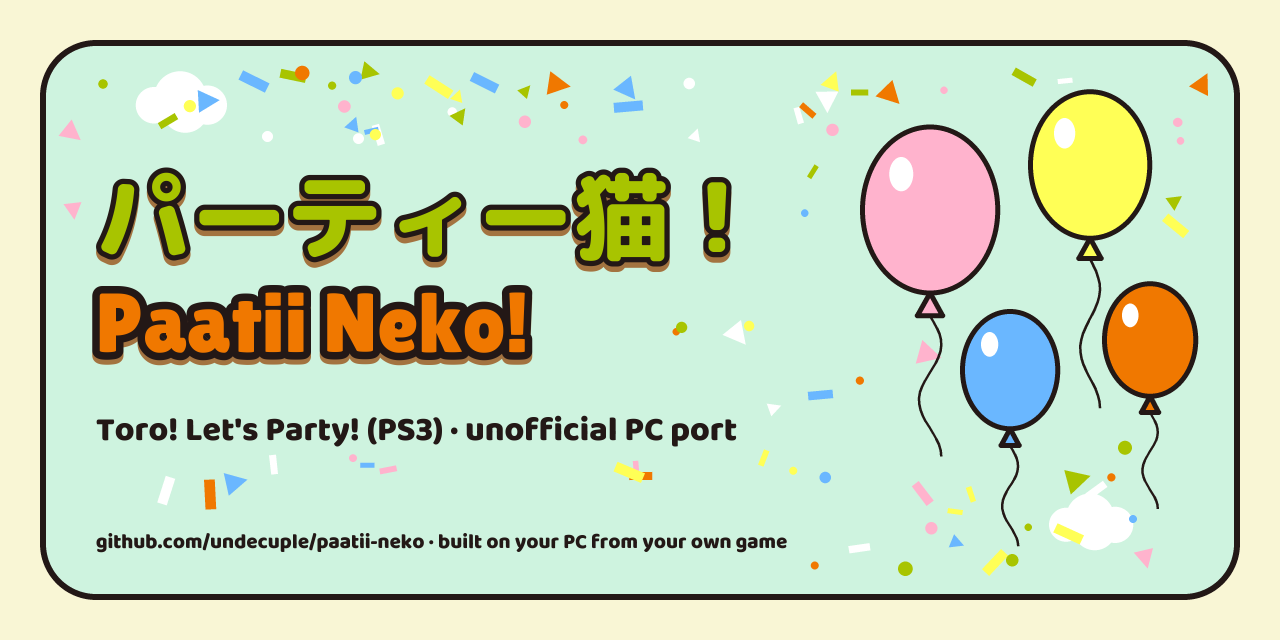 パーティー猫！
Paatii Neko!
Toro! Let's Party! (PS3) · unofficial PC port
github.com/undecuple/paatii-neko · built on your PC from your own game